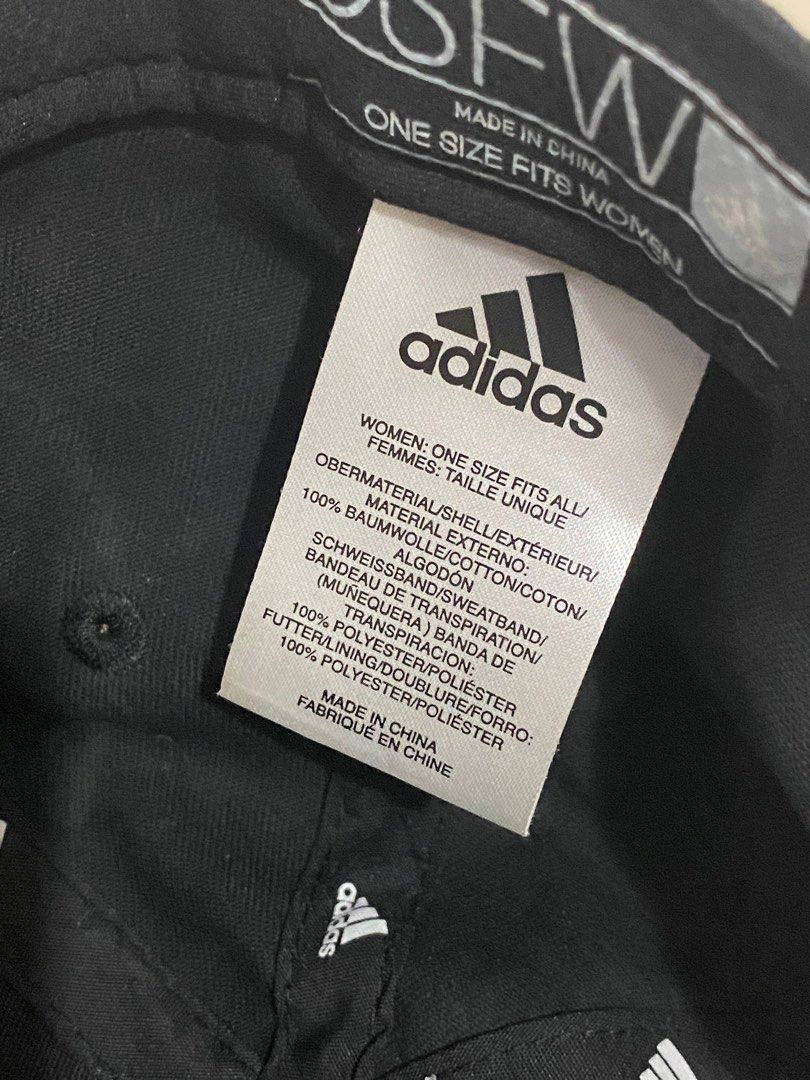 OSFW
MADE IN CHINA
ONE SIZE FITS WOMEN
adidas
WOMEN: ONE SIZE FITS ALL/
FEMMES: TAILLE UNIQUE
OBERMATERIAL/SHELL/EXTÉRIEUR/
MATERIAL EXTERNO:
100% BAUMWOLLE/COTTON/COTON/
ALGODÓN
SCHWEISSBAND/SWEATBAND/
BANDEAU DE TRANSPIRATION/
(MUÑEQUERA ) BANDA DE
TRANSPIRACION:
100% POLYESTER/POLIÉSTER
FUTTER/LINING/DOUBLURE/FORRO:
100% POLYESTER/POLIÉSTER
MADE IN CHINA
FABRIQUÉ EN CHINE
adidas